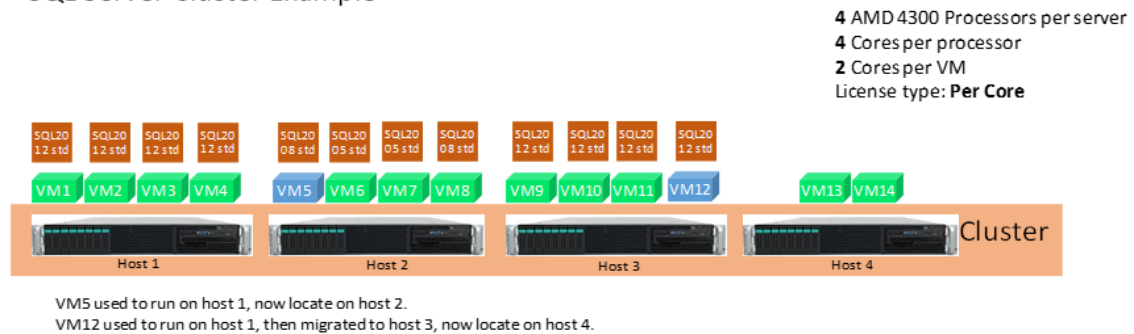 4 AMD 4300 Processors per server
4 Cores per processor
2 Cores per VM
License type: Per Core
SQL20 SQL20 SQL20 SQL20 SQL20 SQL20 SQL20 SQL20 SQL20 SQL20 SQL20 SQL20
12 std 12 std 12 std 12 std 08 std 05 std 05 std 08 std 12 std 12 std 12 std 12 std
VM1 VM2 VM3 VM4 VM5 VM6 VM7 VM8 VM9 VM10 VM11 VM12 VM13 VM14
Cluster
Host 1 Host 2 Host 3 Host 4
VM5 used to run on host 1, now locate on host 2.
VM12 used to run on host 1, then migrated to host 3, now locate on host 4.